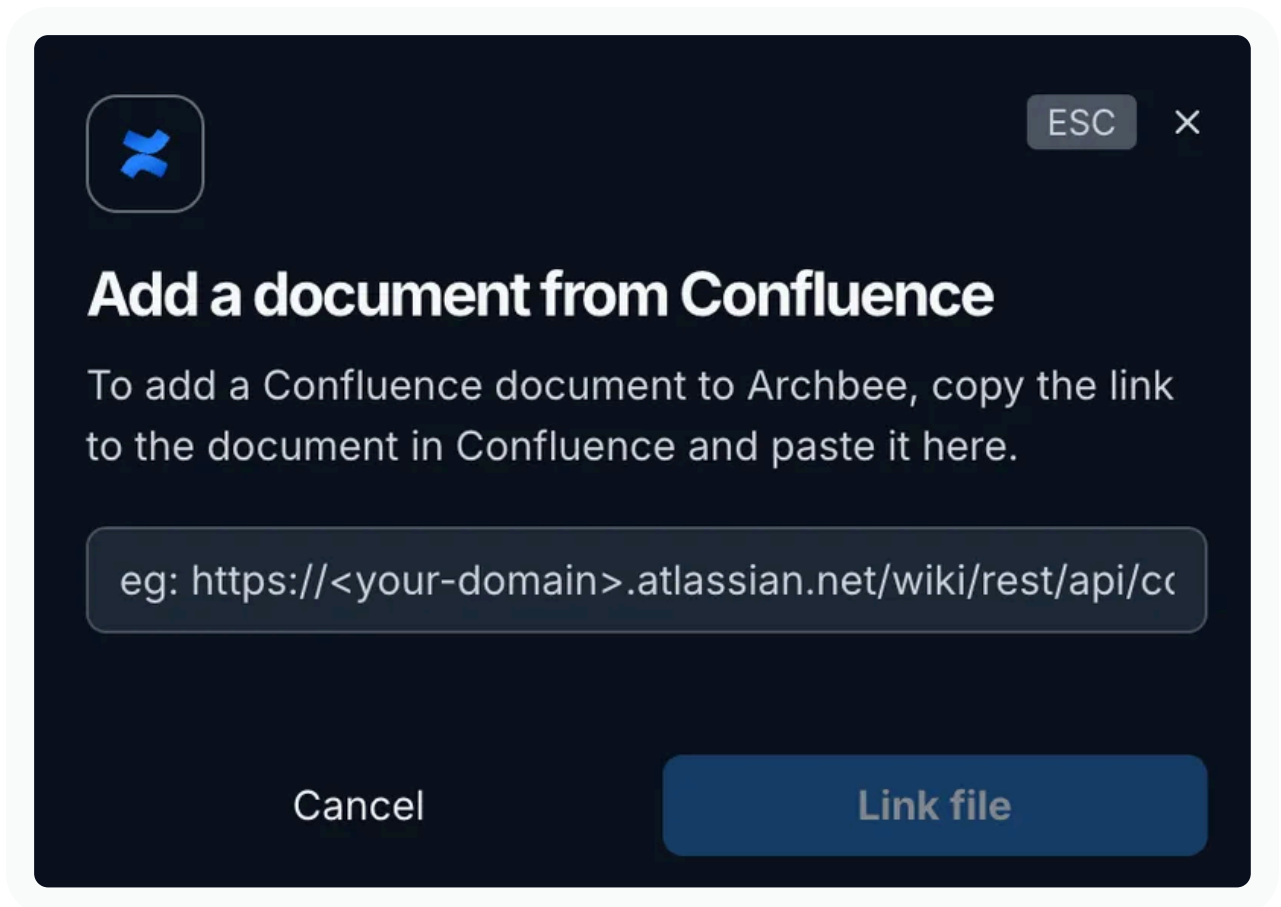 ESC
Add a document from Confluence
To add a Confluence document to Archbee, copy the link
to the document in Confluence and paste it here.
eg: https://<your-domain>.atlassian.net/wiki/rest/api/co
Cancel
Link file